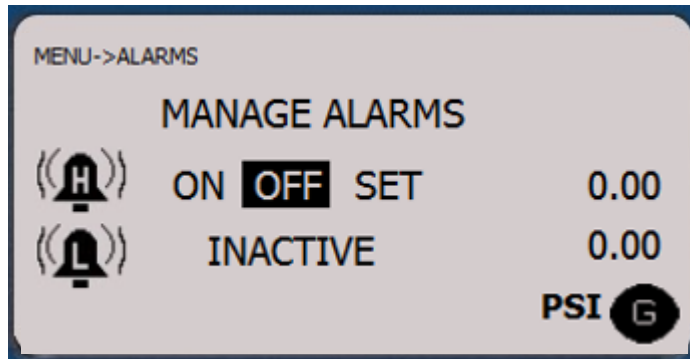 MENU->ALARMS
MANAGE ALARMS
H ON OFF SET 0.00
L INACTIVE 0.00
PSI G